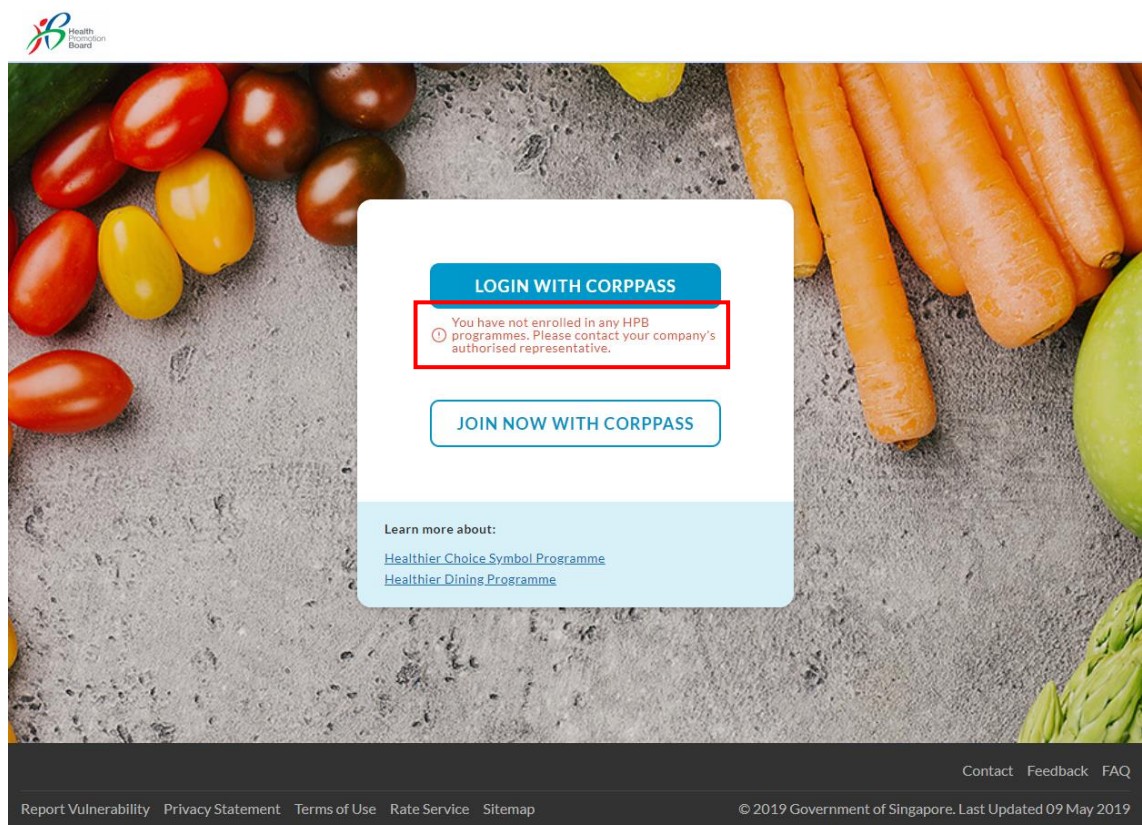 Health
Promotion
Board
LOGIN WITH CORPPASS
You have not enrolled in any HPB
programmes. Please contact your company's
authorised representative.
JOIN NOW WITH CORPPASS
Learn more about:
Healthier Choice Symbol Programme
Healthier Dining Programme
Contact Feedback FAQ
Report Vulnerability Privacy Statement Terms of Use Rate Service Sitemap © 2019 Government of Singapore. Last Updated 09 May 2019